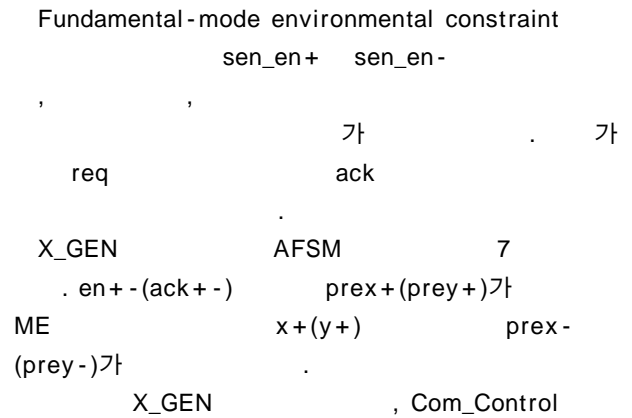 Fundamental-mode environmental constraint
sen_en+ sen_en-
, ,
가 . 가
req ack
.
X_GEN AFSM 7
. en+-(ack+-) prex+(prey+)가
ME x+(y+) prex-
(prey-)가 .
X_GEN , Com_Control